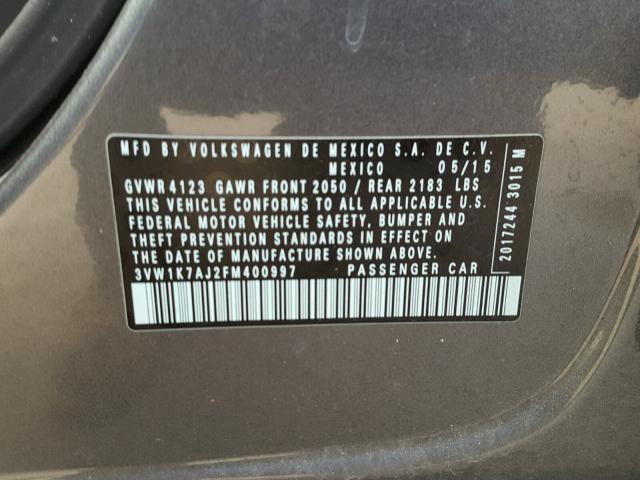 MFD BY VOLKSWAGEN DE MEXICO S.A. DE C.V.
MEXICO 05/15
GVWR 4123 GAWR FRONT 2050 / REAR 2183 LBS
THIS VEHICLE CONFORMS TO ALL APPLICABLE U.S.
FEDERAL MOTOR VEHICLE SAFETY, BUMPER AND
THEFT PREVENTION STANDARDS IN EFFECT ON
THE DATE OF MANUFACTURE SHOWN ABOVE.
3VW1K7AJ2FM400997 PASSENGER CAR
2017244 3015 M